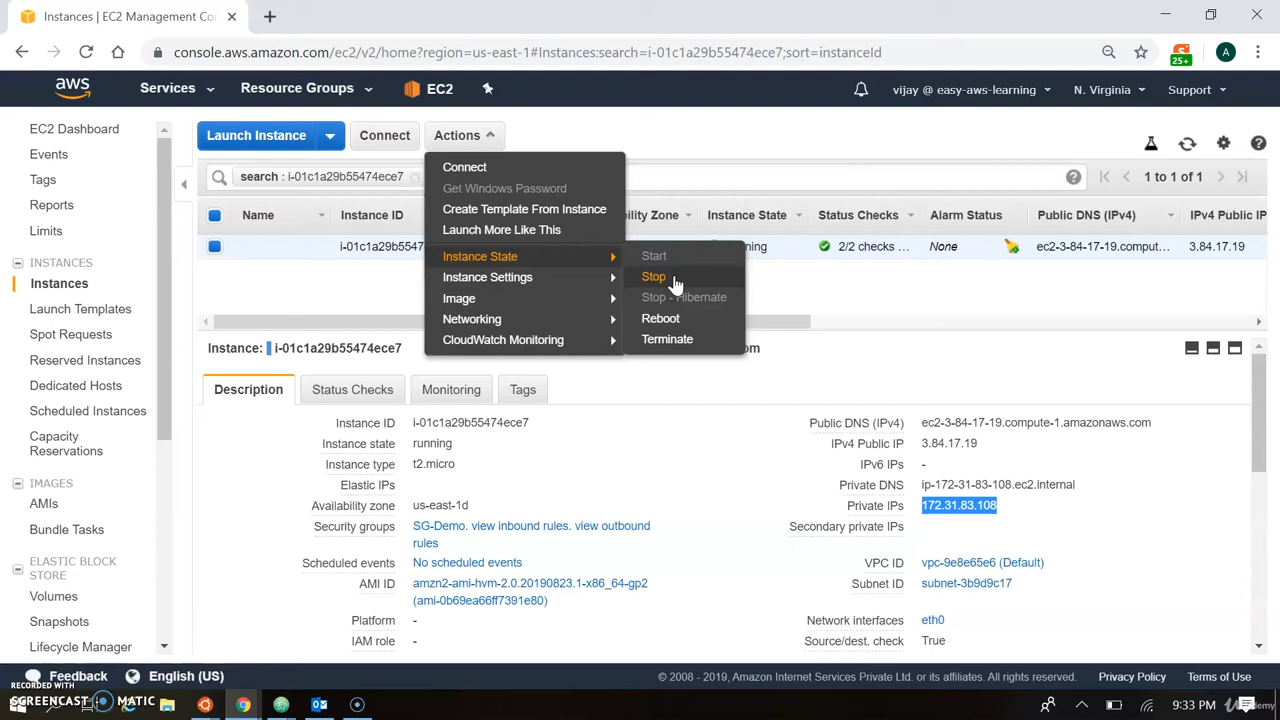 Instances | EC2 Management Co
console.aws.amazon.com/ec2/v2/home?region=us-east-1#Instances:search=i-01c1a29b55474ece7;sort=instanceId
25+
A
aws
Services
Resource Groups
EC2
vijay @ easy-aws-learning
N. Virginia
Support
EC2 Dashboard
Events
Tags
Reports
Limits
INSTANCES
Instances
Launch Templates
Spot Requests
Reserved Instances
Dedicated Hosts
Scheduled Instances
Capacity
Reservations
IMAGES
AMIs
Bundle Tasks
ELASTIC BLOCK
STORE
Volumes
Snapshots
Lifecycle Manager
Launch Instance
Connect
Actions
search : i-01c1a29b55474ece7
1 to 1 of 1
Name
Instance ID
bility Zone
Instance State
Status Checks
Alarm Status
Public DNS (IPv4)
IPv4 Public IP
i-01c1a29b55474
ning
2/2 checks ...
None
ec2-3-84-17-19.comput...
3.84.17.19
Connect
Get Windows Password
Create Template From Instance
Launch More Like This
Instance State
Instance Settings
Image
Networking
CloudWatch Monitoring
Start
Stop
Stop - Hibernate
Reboot
Terminate
Instance: i-01c1a29b55474ece7
om
Description
Status Checks
Monitoring
Tags
Instance ID i-01c1a29b55474ece7
Instance state running
Instance type t2.micro
Elastic IPs
Availability zone us-east-1d
Security groups SG-Demo. view inbound rules. view outbound
rules
Scheduled events No scheduled events
AMI ID amzn2-ami-hvm-2.0.20190823.1-x86_64-gp2
(ami-0b69ea66ff7391e80)
Platform -
IAM role -
Public DNS (IPv4) ec2-3-84-17-19.compute-1.amazonaws.com
IPv4 Public IP 3.84.17.19
IPv6 IPs -
Private DNS ip-172-31-83-108.ec2.internal
Private IPs 172.31.83.108
Secondary private IPs
VPC ID vpc-9e8e65e6 (Default)
Subnet ID subnet-3b9d9c17
Network interfaces eth0
Source/dest. check True
Feedback
English (US)
© 2008 - 2019, Amazon Internet Services Private Ltd. or its affiliates. All rights reserved.
Privacy Policy
Terms of Use
RECORDED WITH
SCREENCAST MATIC
9:33 PM
Udemy